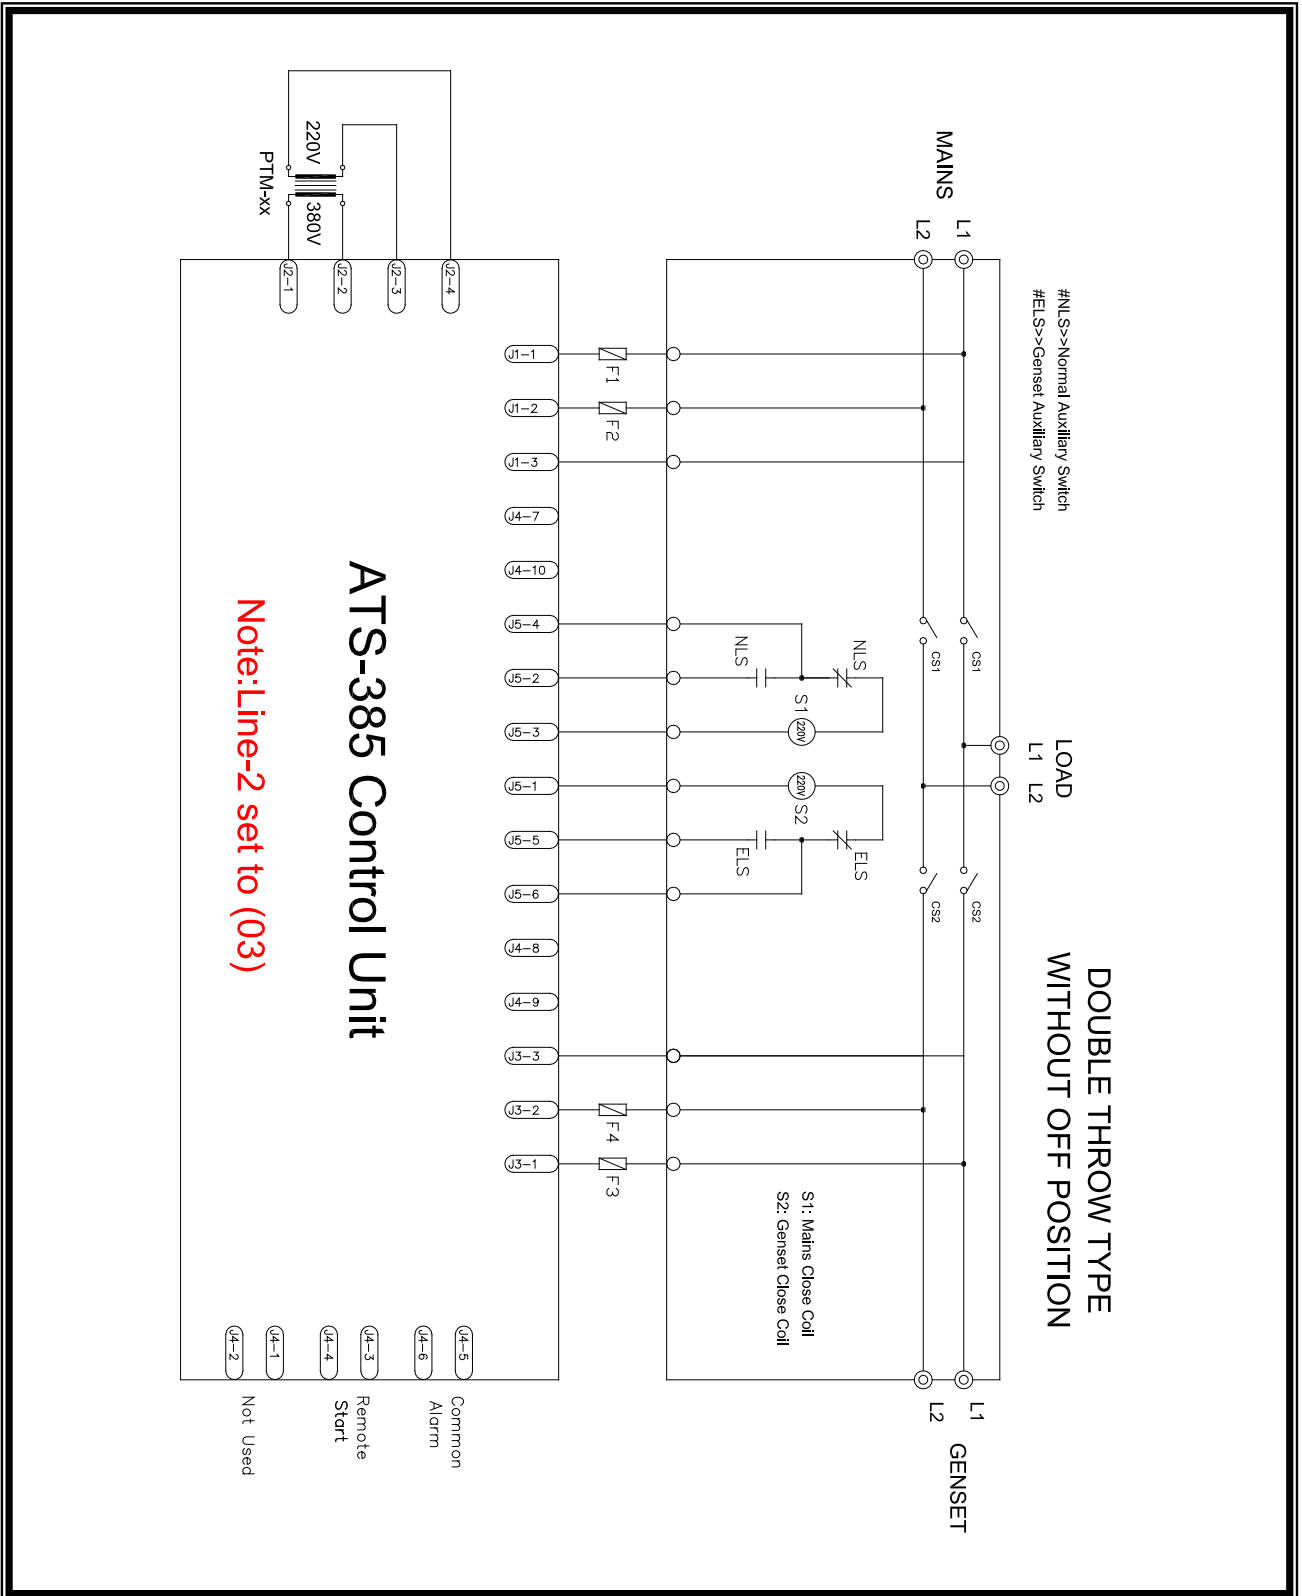 DOUBLE THROW TYPE
WITHOUT OFF POSITION
#NLS>>Normal Auxiliary Switch
#ELS>>Genset Auxiliary Switch
LOAD
L1 L2
MAINS
L1
L2
CS1
CS1
CS2
CS2
L1
L2
GENSET
NLS
NLS
S1
220V
220V
S2
ELS
ELS
S1: Mains Close Coil
S2: Genset Close Coil
F1
F2
F4
F3
J1-1
J1-2
J1-3
J4-7
J4-10
J5-4
J5-2
J5-3
J5-1
J5-5
J5-6
J4-8
J4-9
J3-3
J3-2
J3-1
220V
380V
PTM-xx
J2-4
J2-3
J2-2
J2-1
ATS-385 Control Unit
Note:Line-2 set to (03)
J4-5
J4-6
Common
Alarm
J4-3
J4-4
Remote
Start
J4-1
J4-2
Not Used